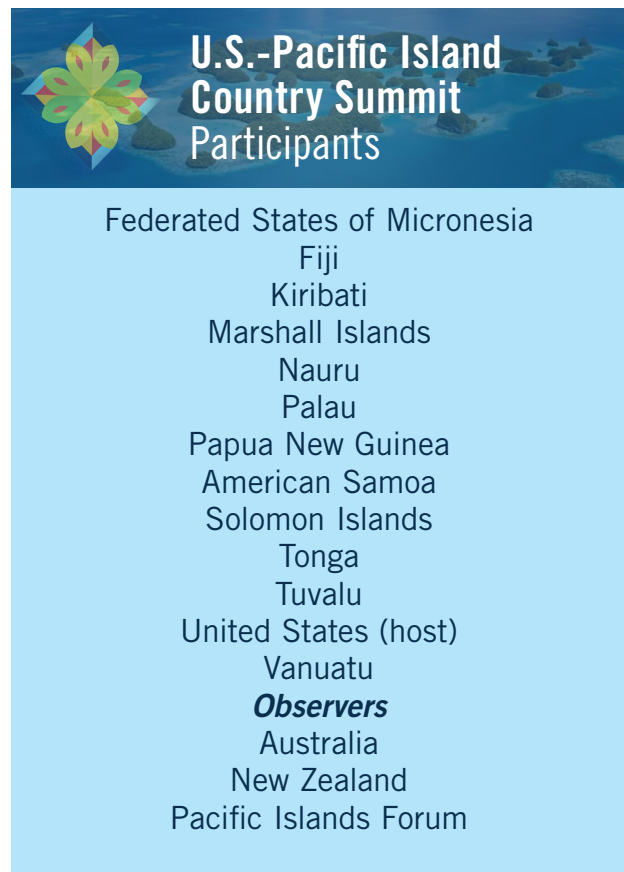 U.S.-Pacific Island
Country Summit
Participants
Federated States of Micronesia
Fiji
Kiribati
Marshall Islands
Nauru
Palau
Papua New Guinea
American Samoa
Solomon Islands
Tonga
Tuvalu
United States (host)
Vanuatu
Observers
Australia
New Zealand
Pacific Islands Forum